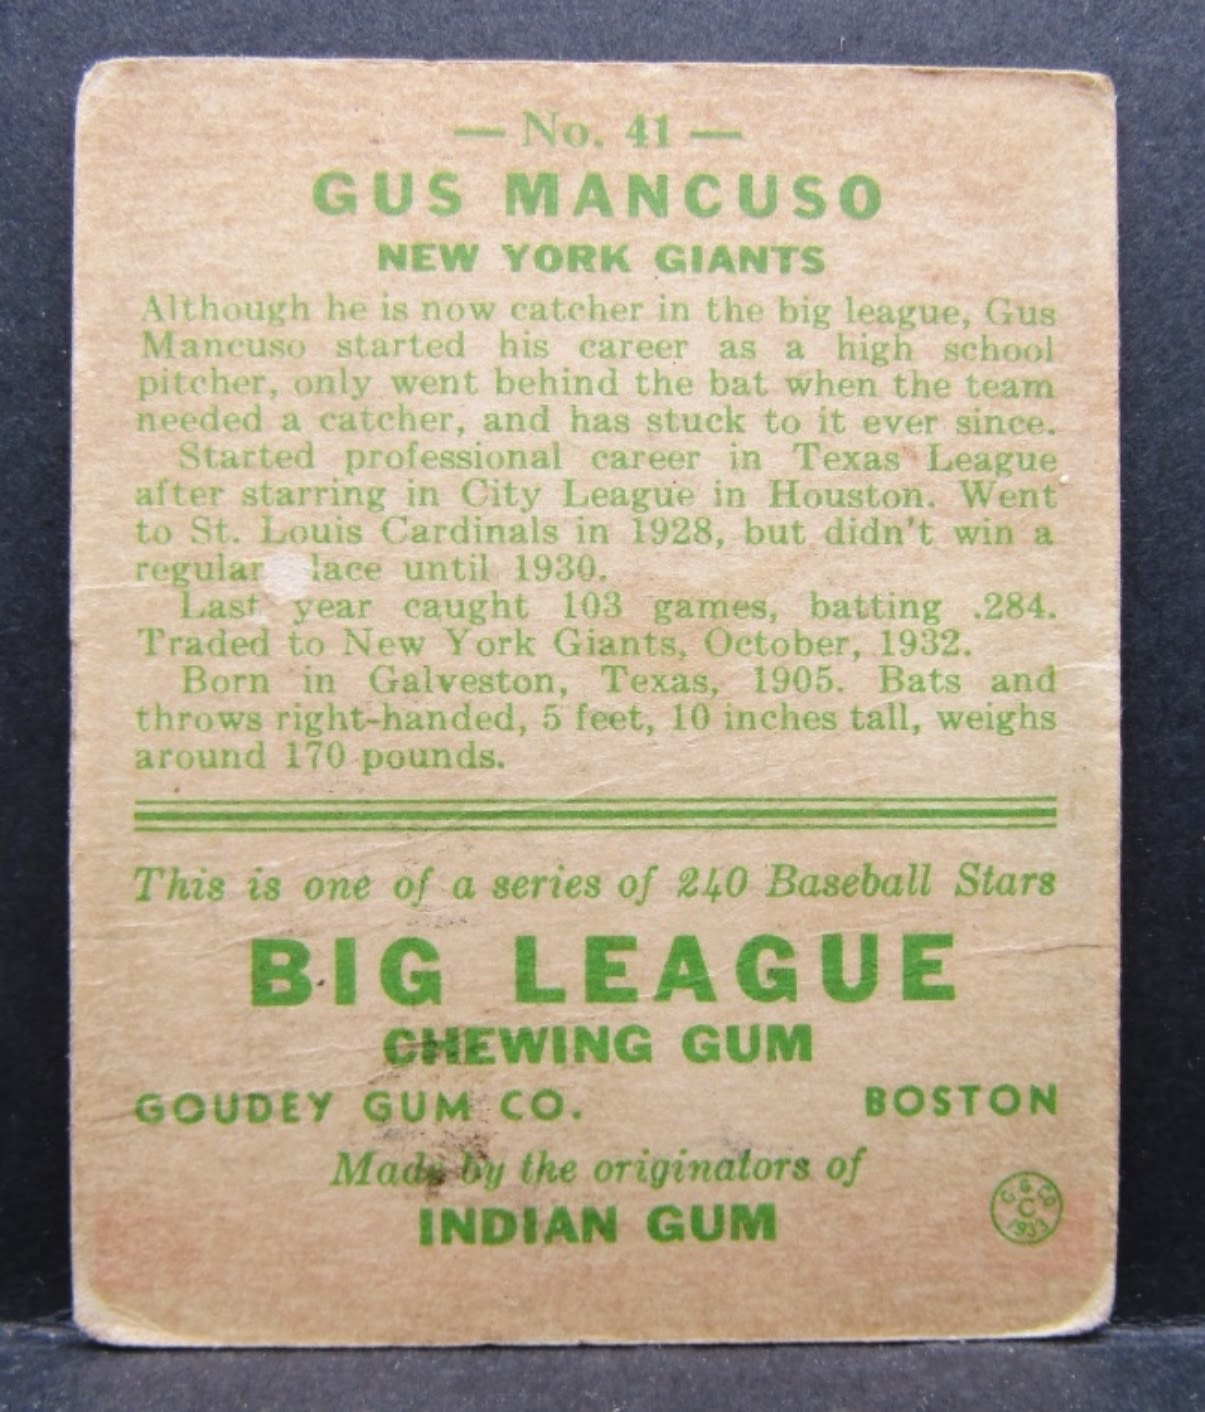 — No. 41 —
GUS MANCUSO
NEW YORK GIANTS
Although he is now catcher in the big league, Gus
Mancuso started his career as a high school
pitcher, only went behind the bat when the team
needed a catcher, and has stuck to it ever since.
Started professional career in Texas League
after starring in City League in Houston. Went
to St. Louis Cardinals in 1928, but didn't win a
regular lace until 1930.
Last year caught 103 games, batting .284.
Traded to New York Giants, October, 1932.
Born in Galveston, Texas, 1905. Bats and
throws right-handed, 5 feet, 10 inches tall, weighs
around 170 pounds.
This is one of a series of 240 Baseball Stars
BIG LEAGUE
CHEWING GUM
GOUDEY GUM CO. BOSTON
Made by the originators of
INDIAN GUM
G. G. Co.
C
1933